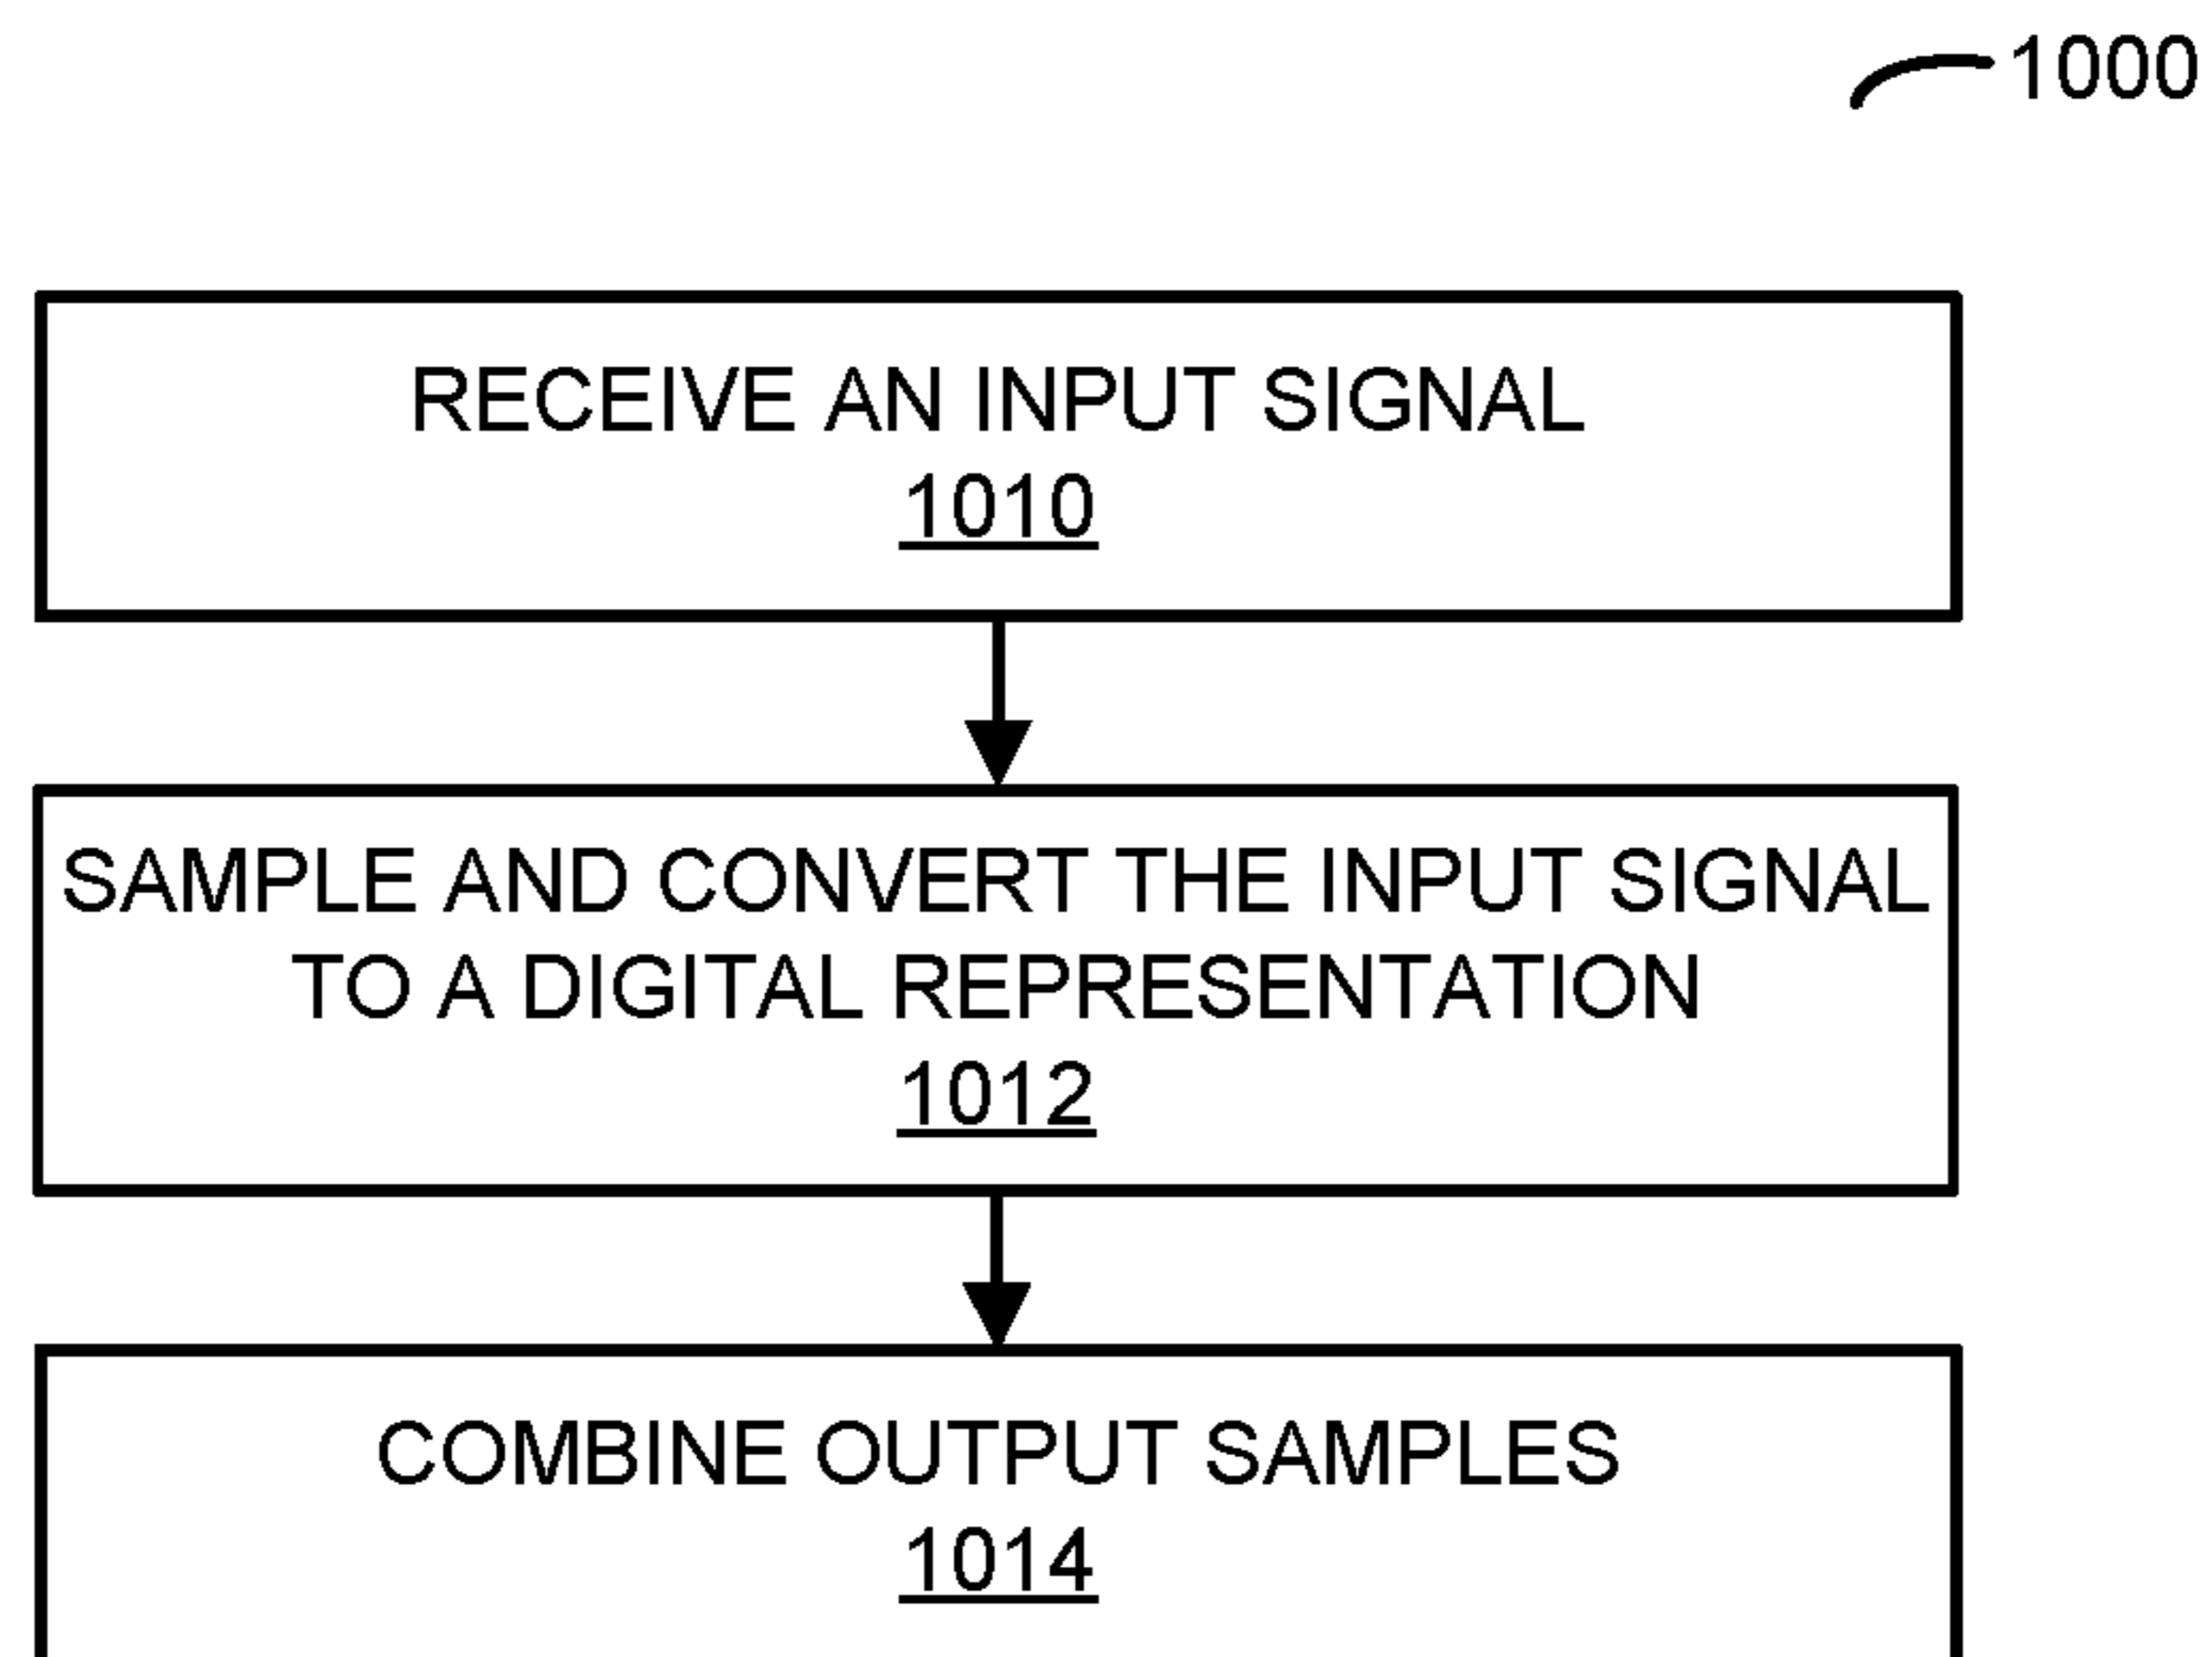 1000
RECEIVE AN INPUT SIGNAL
1010
SAMPLE AND CONVERT THE INPUT SIGNAL
TO A DIGITAL REPRESENTATION
1012
COMBINE OUTPUT SAMPLES
1014